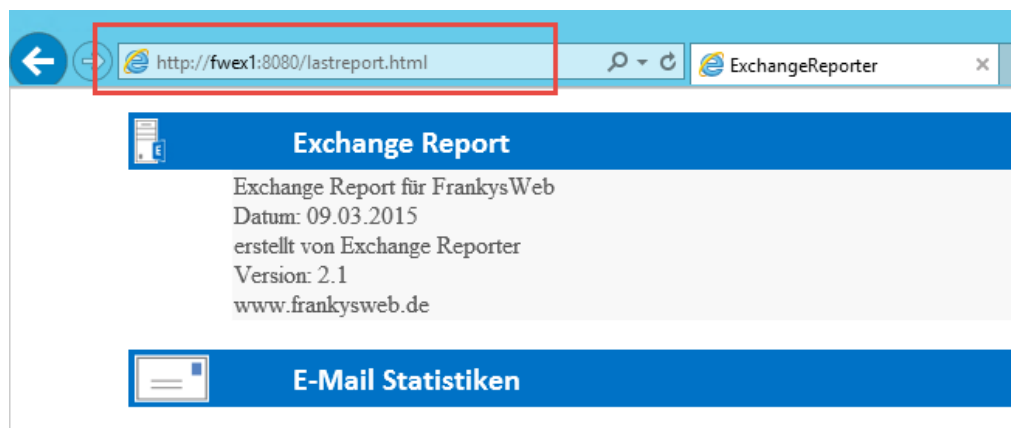 http://fwex1:8080/lastreport.html
ExchangeReporter
Exchange Report
Exchange Report für FrankysWeb
Datum: 09.03.2015
erstellt von Exchange Reporter
Version: 2.1
www.frankysweb.de
E-Mail Statistiken